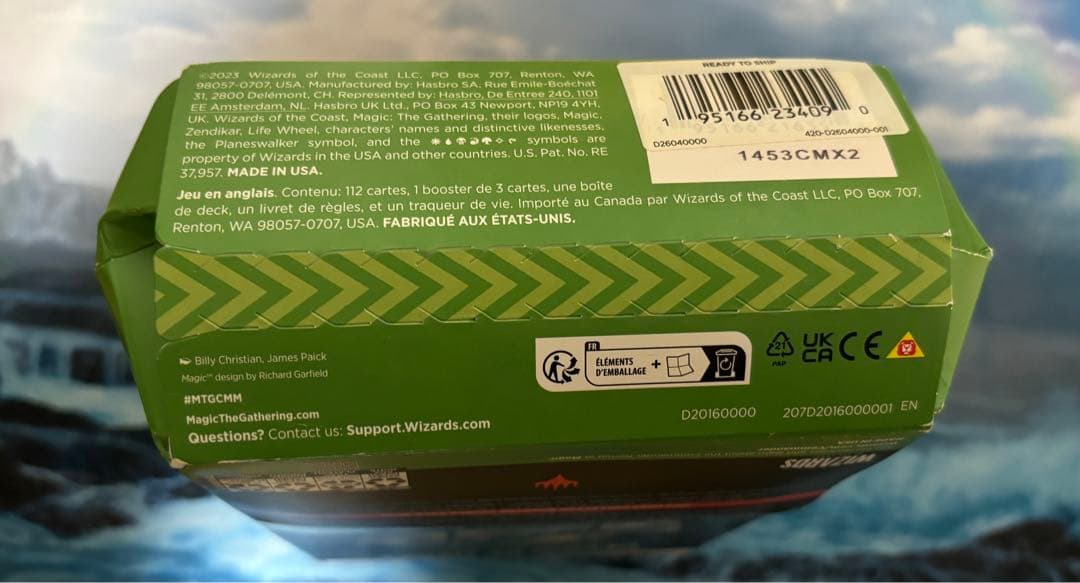 ©2023 Wizards of the Coast LLC, PO Box 707, Renton, WA
98057-0707, USA. Manufactured by: Hasbro SA, Rue Emile-Boéchat
31, 2800 Delémont, CH. Represented by: Hasbro, De Entree 240, 1101
EE Amsterdam, NL. Hasbro UK Ltd., PO Box 43 Newport, NP19 4YH,
UK. Wizards of the Coast, Magic: The Gathering, their logos, Magic,
Zendikar, Life Wheel, characters' names and distinctive likenesses,
the Planeswalker symbol, and the symbols are
property of Wizards in the USA and other countries. U.S. Pat. No. RE
37,957. MADE IN USA.
READY TO SHIP
1 95166 23409 0
D26040000
420-D2604000-001
1453CMX2
Jeu en anglais. Contenu: 112 cartes, 1 booster de 3 cartes, une boîte
de deck, un livret de règles, et un traqueur de vie. Importé au Canada par Wizards of the Coast LLC, PO Box 707,
Renton, WA 98057-0707, USA. FABRIQUÉ AUX ÉTATS-UNIS.
Billy Christian, James Paick
Magic™ design by Richard Garfield
#MTGCMM
MagicTheGathering.com
Questions? Contact us: Support.Wizards.com
FR
ÉLÉMENTS
D'EMBALLAGE +
21
PAP
UK
CA
CE
D20160000 207D2016000001 EN
WIZARDS